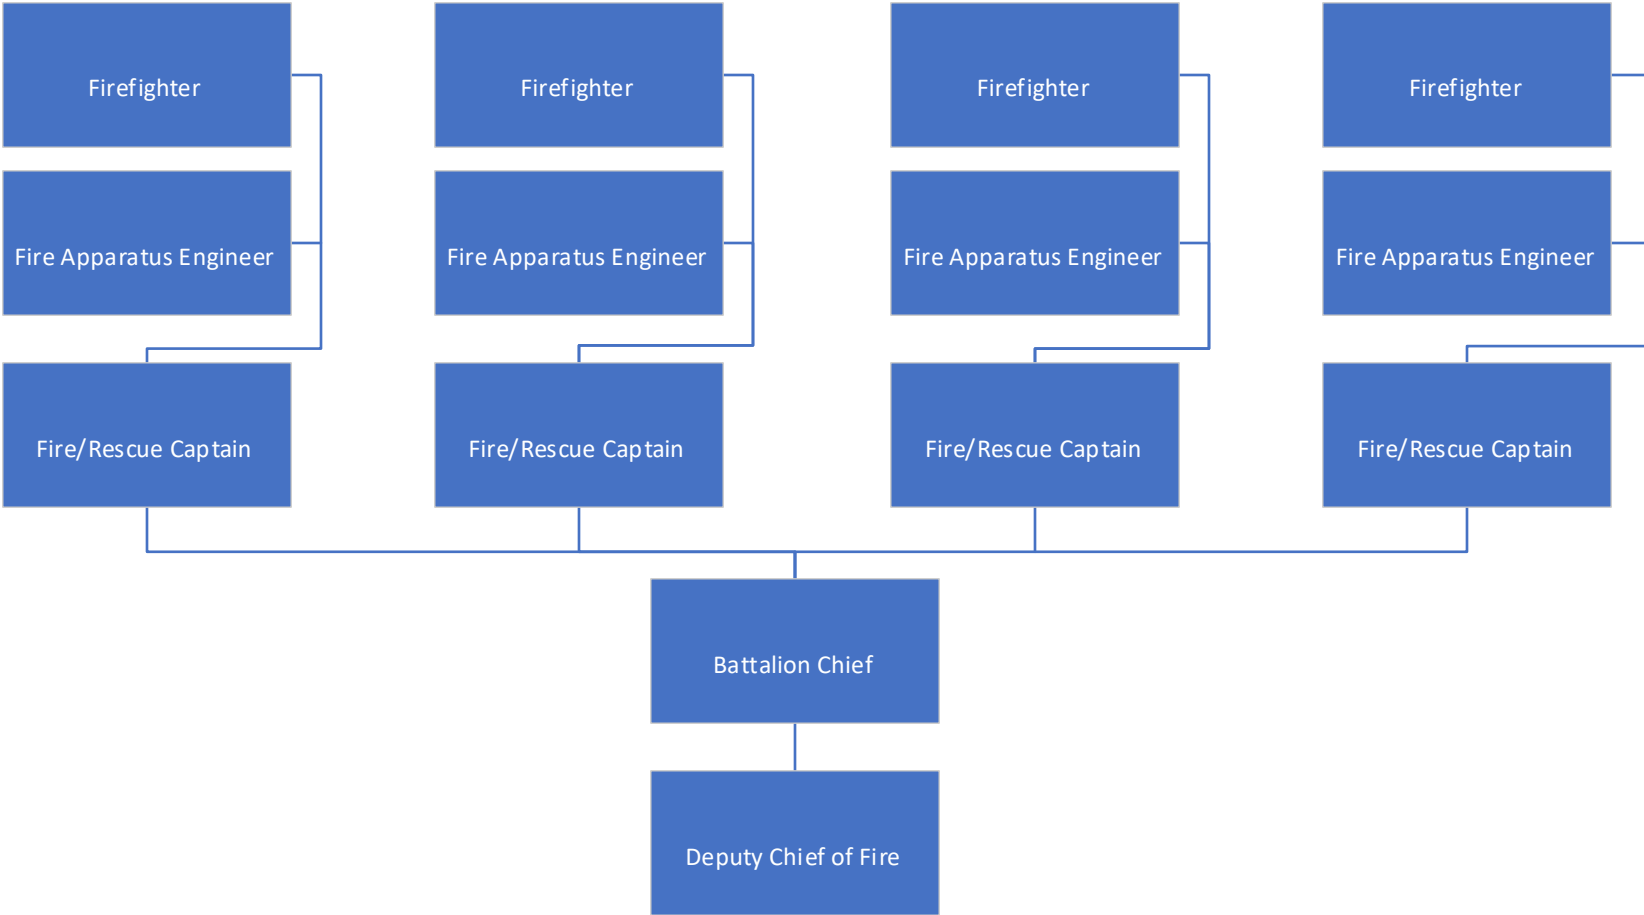 Firefighter
Firefighter
Firefighter
Firefighter
Fire Apparatus Engineer
Fire Apparatus Engineer
Fire Apparatus Engineer
Fire Apparatus Engineer
Fire/Rescue Captain
Fire/Rescue Captain
Fire/Rescue Captain
Fire/Rescue Captain
Battalion Chief
Deputy Chief of Fire